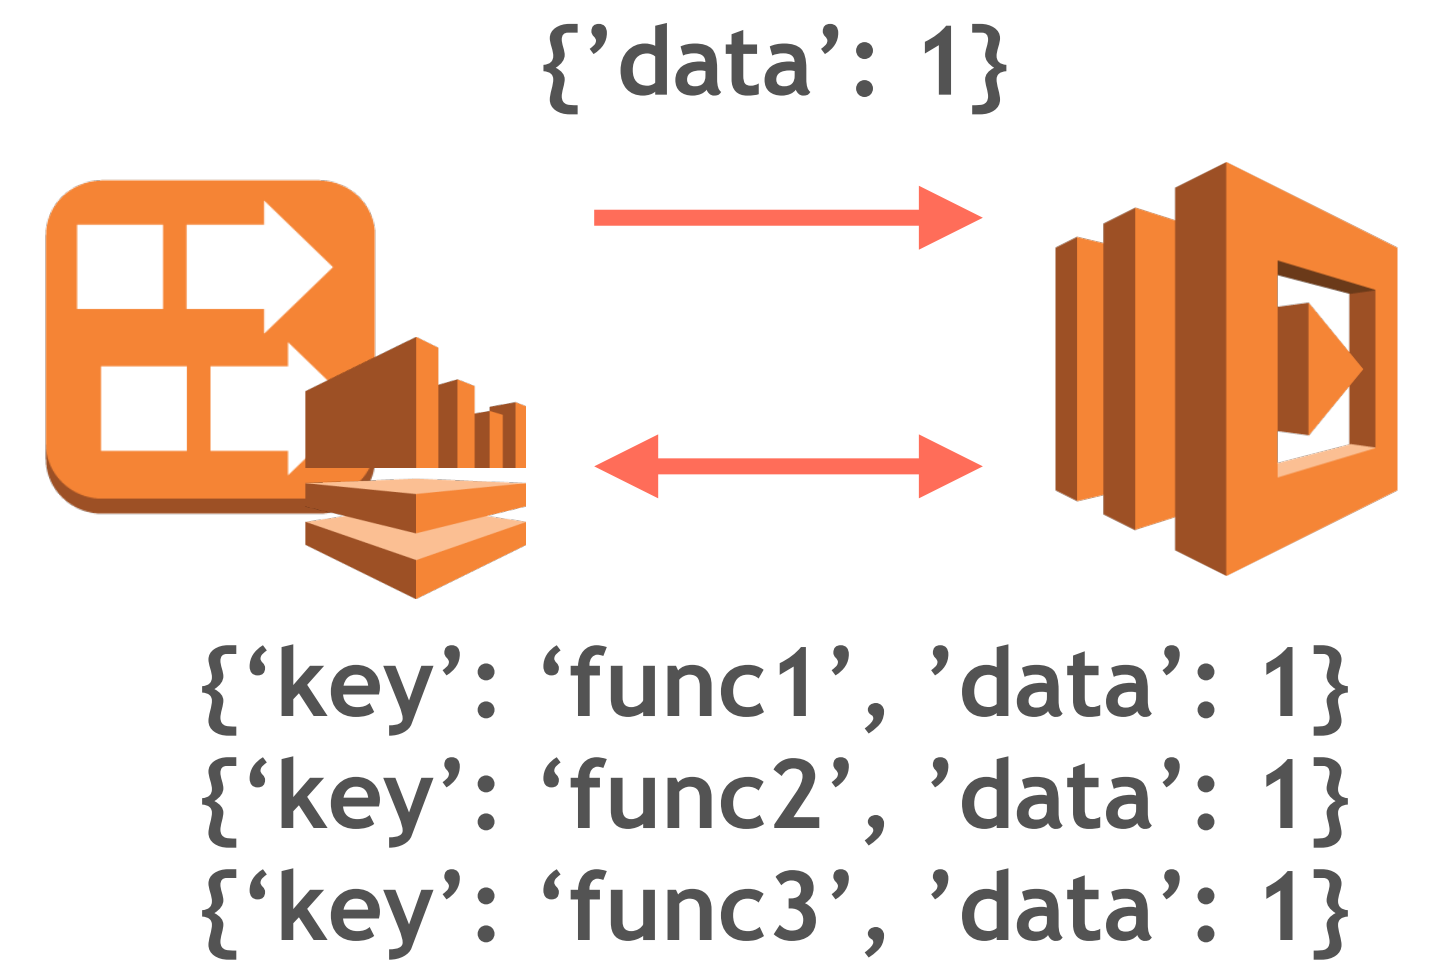 {’data’: 1}
{‘key’: ‘func1’, ’data’: 1}
{‘key’: ‘func2’, ’data’: 1}
{‘key’: ‘func3’, ’data’: 1}